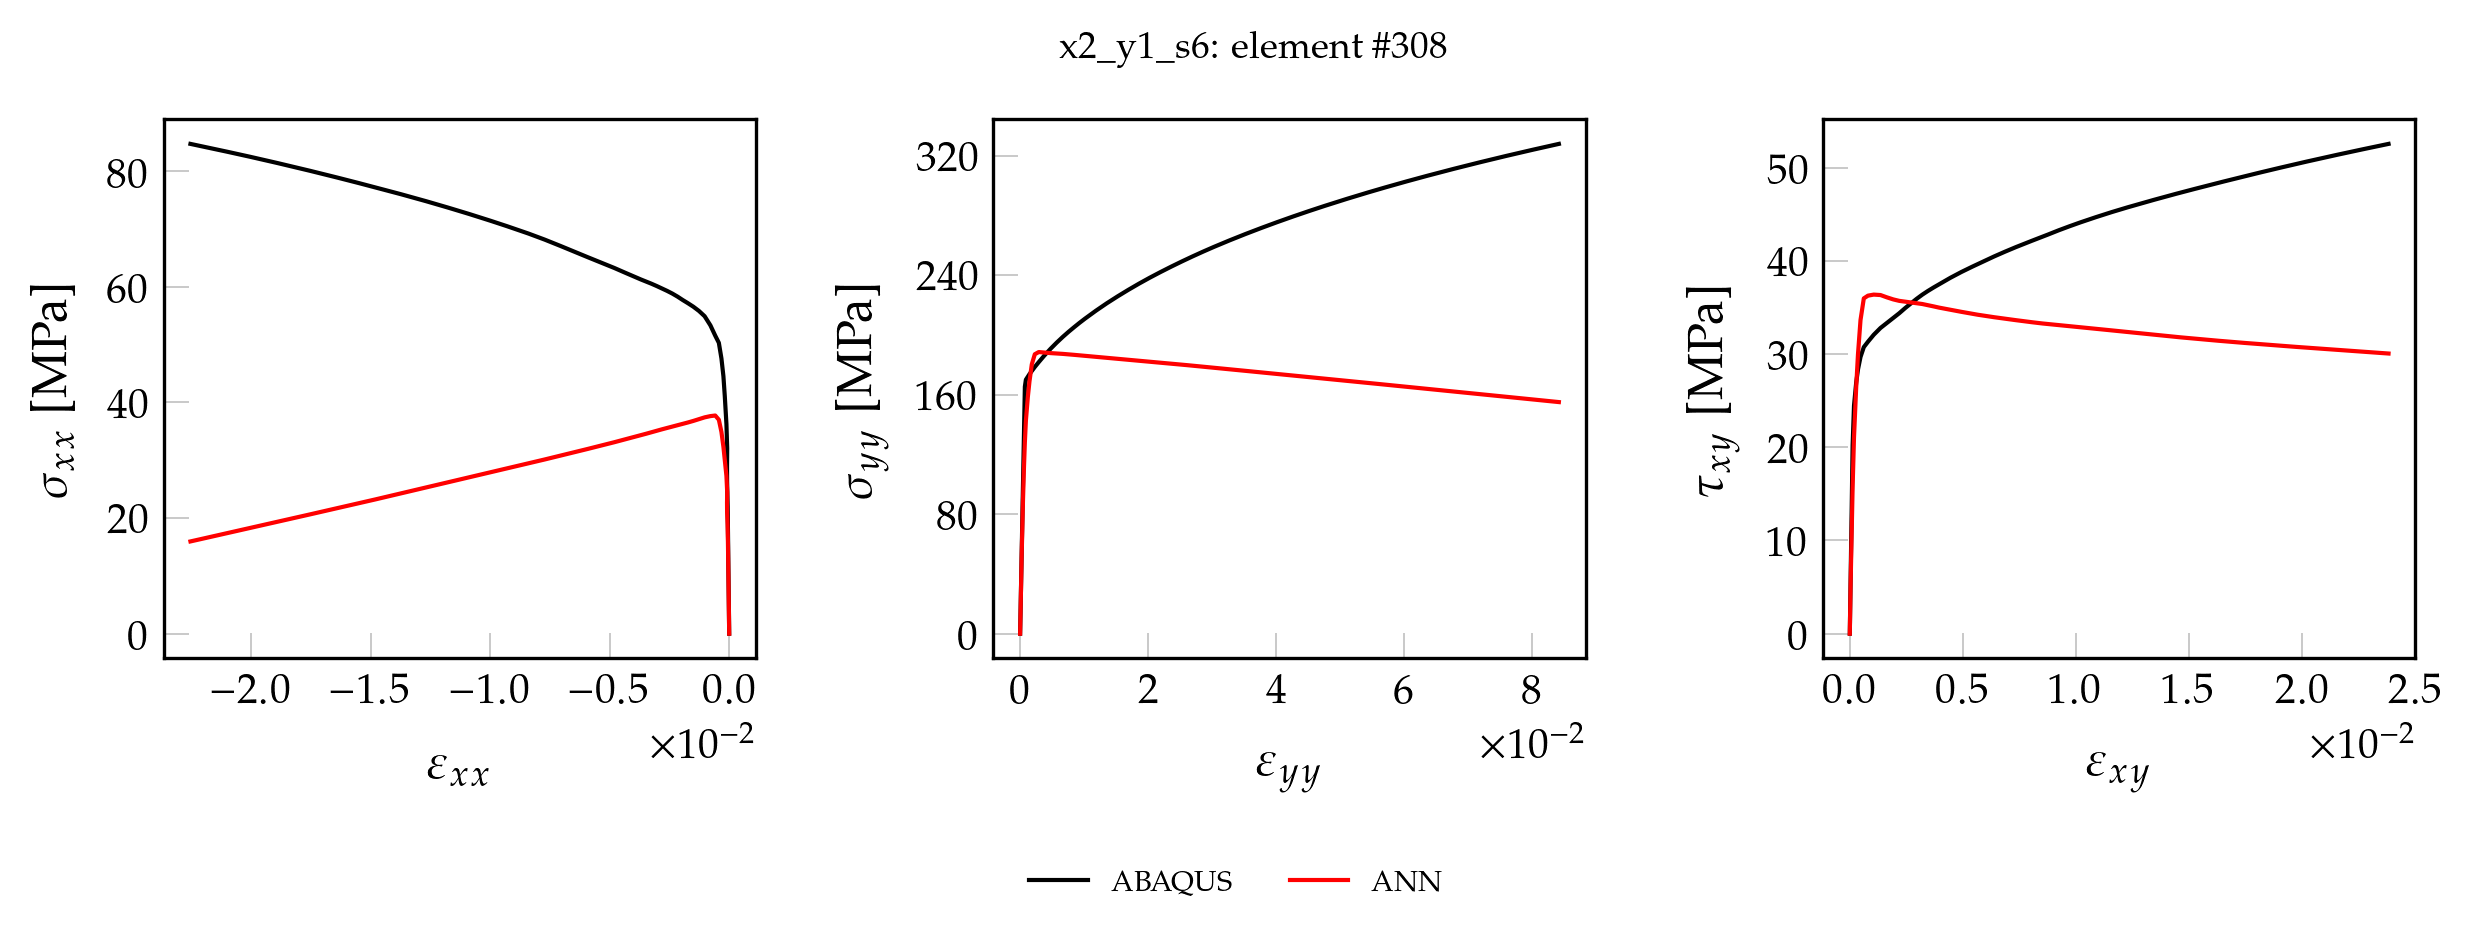 x2_y1_s6: element #308
σxx [MPa]
80
60
40
20
0
−2.0 −1.5 −1.0 −0.5 0.0
×10−2
εxx
σyy [MPa]
320
240
160
80
0
0 2 4 6 8
×10−2
εyy
τxy [MPa]
50
40
30
20
10
0
0.0 0.5 1.0 1.5 2.0 2.5
×10−2
εxy
ABAQUS ANN